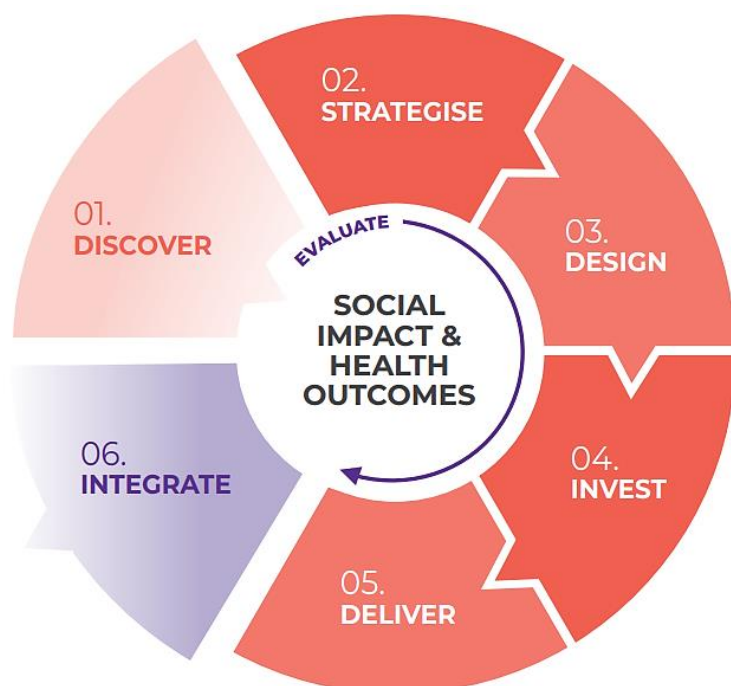 01.
DISCOVER
02.
STRATEGISE
03.
DESIGN
04.
INVEST
05.
DELIVER
06.
INTEGRATE
EVALUATE
SOCIAL
IMPACT &
HEALTH
OUTCOMES